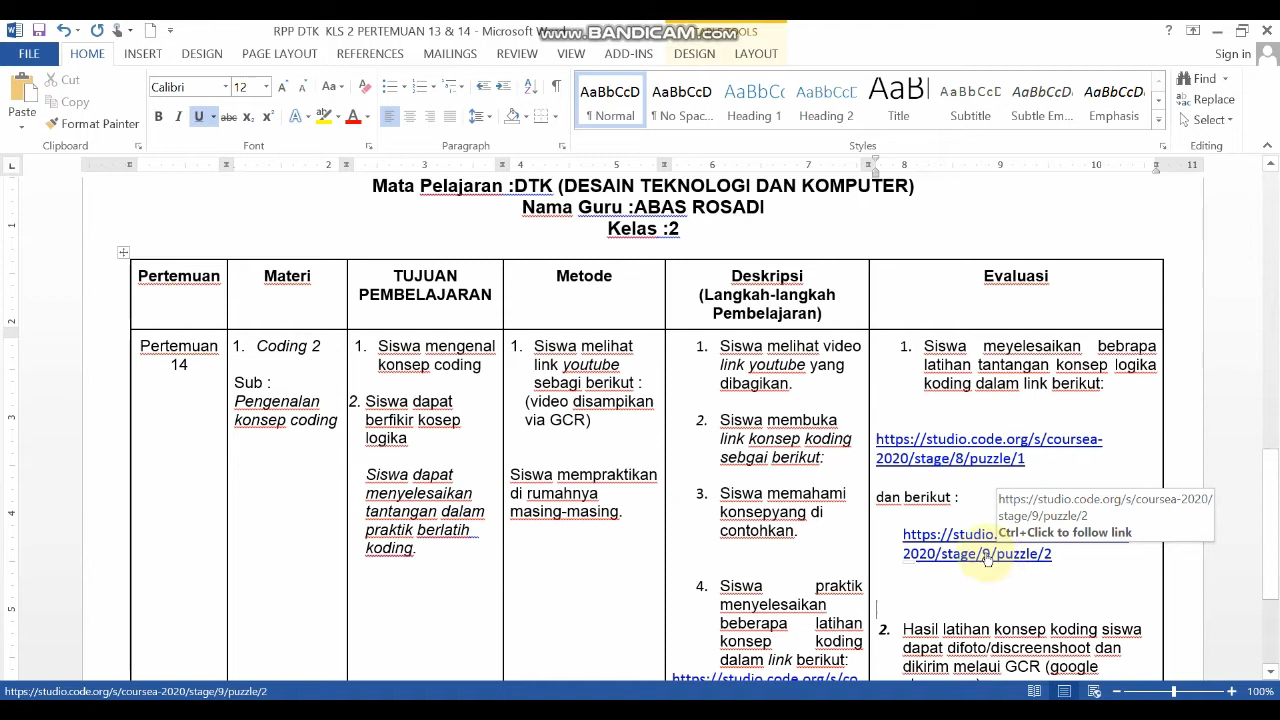 RPP DTK KLS 2 PERTEMUAN 13 & 14 - Microsoft Word
www.BANDICAM.com
FILE HOME INSERT DESIGN PAGE LAYOUT REFERENCES MAILINGS REVIEW VIEW ADD-INS DESIGN LAYOUT Sign in
Cut
Copy
Format Painter
Paste
Clipboard
Calibri 12
Font
Paragraph
AaBbCcD AaBbCcD AaBbCc AaBbCcD AaBl AaBbCcD AaBbCcD AaBbCcD
¶ Normal ¶ No Spac... Heading 1 Heading 2 Title Subtitle Subtle Em... Emphasis
Styles
Find
Replace
Select
Editing
Mata Pelajaran :DTK (DESAIN TEKNOLOGI DAN KOMPUTER)
Nama Guru :ABAS ROSADI
Kelas :2
Pertemuan
Materi
TUJUAN
PEMBELAJARAN
Metode
Deskripsi
(Langkah-langkah
Pembelajaran)
Evaluasi
Pertemuan
14
1. Coding 2
Sub :
Pengenalan
konsep coding
1. Siswa mengenal
konsep coding
2. Siswa dapat
berfikir kosep
logika
Siswa dapat
menyelesaikan
tantangan dalam
praktik berlatih
koding.
1. Siswa melihat
link youtube
sebagi berikut :
(video disampikan
via GCR)
Siswa mempraktikan
di rumahnya
masing-masing.
1. Siswa melihat video
link youtube yang
dibagikan.
2. Siswa membuka
link konsep koding
sebgai berikut:
3. Siswa memahami
konsepyang di
contohkan.
4. Siswa praktik
menyelesaikan
beberapa latihan
konsep koding
dalam link berikut:
https://studio.code.org/s/co
1. Siswa meyelesaikan bebrapa
latihan tantangan konsep logika
koding dalam link berikut:
https://studio.code.org/s/coursea-
2020/stage/8/puzzle/1
dan berikut :
https://studio.
2020/stage/9/puzzle/2
https://studio.code.org/s/coursea-2020/
stage/9/puzzle/2
Ctrl+Click to follow link
2. Hasil latihan konsep koding siswa
dapat difoto/discreenshoot dan
dikirim melaui GCR (google
https://studio.code.org/s/coursea-2020/stage/9/puzzle/2
100%